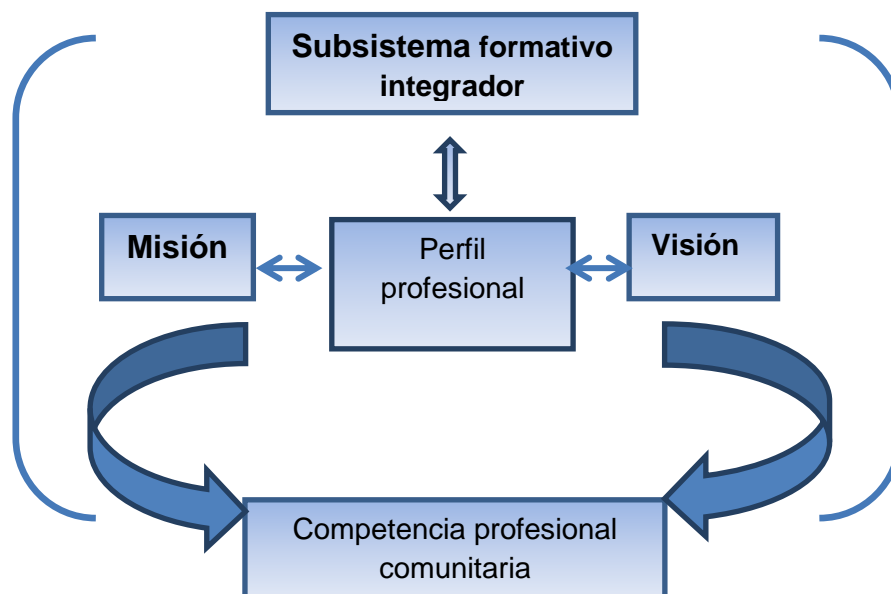 Subsistema formativo
integrador
Misión
Perfil
profesional
Visión
Competencia profesional
comunitaria